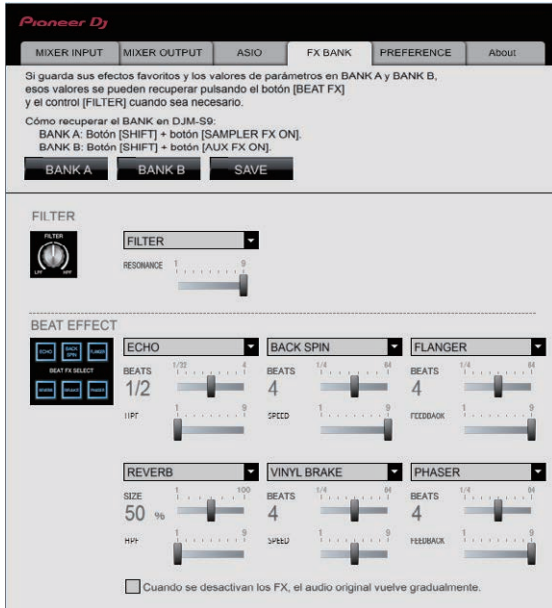 Pioneer Dj
MIXER INPUT MIXER OUTPUT ASIO FX BANK PREFERENCE About
Si guarda sus efectos favoritos y los valores de parámetros en BANK A y BANK B,
esos valores se pueden recuperar pulsando el botón [BEAT FX]
y el control [FILTER] cuando sea necesario.
Cómo recuperar el BANK en DJM-S9:
BANK A: Botón [SHIFT] + botón [SAMPLER FX ON].
BANK B: Botón [SHIFT] + botón [AUX FX ON].
BANK A BANK B SAVE
FILTER
FILTER
LPF HPF
FILTER
RESONANCE 1 9
BEAT EFFECT
ECHO BACK SPIN FLANGER
BEAT FX SELECT
REVERB BRAKE PHASER
ECHO BACK SPIN FLANGER
BEATS 1/32 4 BEATS 1/4 64 BEATS 1/4 64
1/2 4 4
HPF 1 9 SPEED 1 9 FEEDBACK 1 9
REVERB VINYL BRAKE PHASER
SIZE 1 100 BEATS 1/4 64 BEATS 1/4 64
50 % 4 4
HPF 1 9 SPEED 1 9 FEEDBACK 1 9
Cuando se desactivan los FX, el audio original vuelve gradualmente.